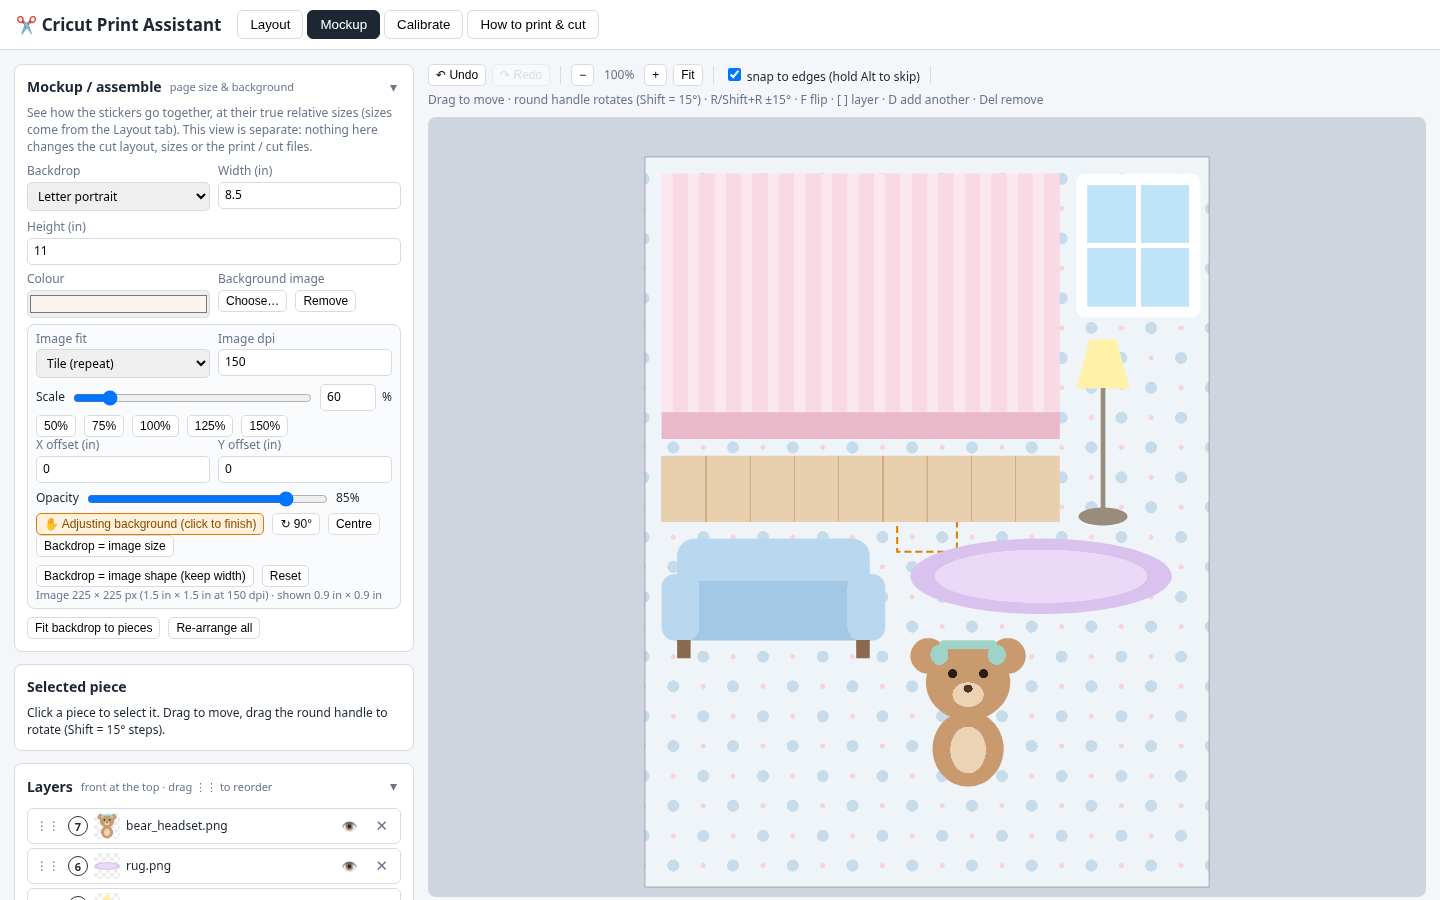 ✂️ Cricut Print Assistant
Layout
Mockup
Calibrate
How to print & cut
Mockup / assemble page size & background ▼
See how the stickers go together, at their true relative sizes (sizes
come from the Layout tab). This view is separate: nothing here
changes the cut layout, sizes or the print / cut files.
Backdrop
Width (in)
Letter portrait
8.5
Height (in)
11
Colour
Background image
Choose…
Remove
Image fit
Image dpi
Tile (repeat)
150
Scale
60
%
50%
75%
100%
125%
150%
X offset (in)
Y offset (in)
0
0
Opacity
85%
✋ Adjusting background (click to finish)
↻ 90°
Centre
Backdrop = image size
Backdrop = image shape (keep width)
Reset
Image 225 × 225 px (1.5 in × 1.5 in at 150 dpi) · shown 0.9 in × 0.9 in
Fit backdrop to pieces
Re-arrange all
Selected piece
Click a piece to select it. Drag to move, drag the round handle to
rotate (Shift = 15° steps).
Layers front at the top · drag ⋮⋮ to reorder ▼
⋮⋮ 7 bear_headset.png 👁️ ✕
⋮⋮ 6 rug.png 👁️ ✕
↶ Undo
↷ Redo
−
100%
+
Fit
snap to edges (hold Alt to skip)
Drag to move · round handle rotates (Shift = 15°) · R/Shift+R ±15° · F flip · [ ] layer · D add another · Del remove